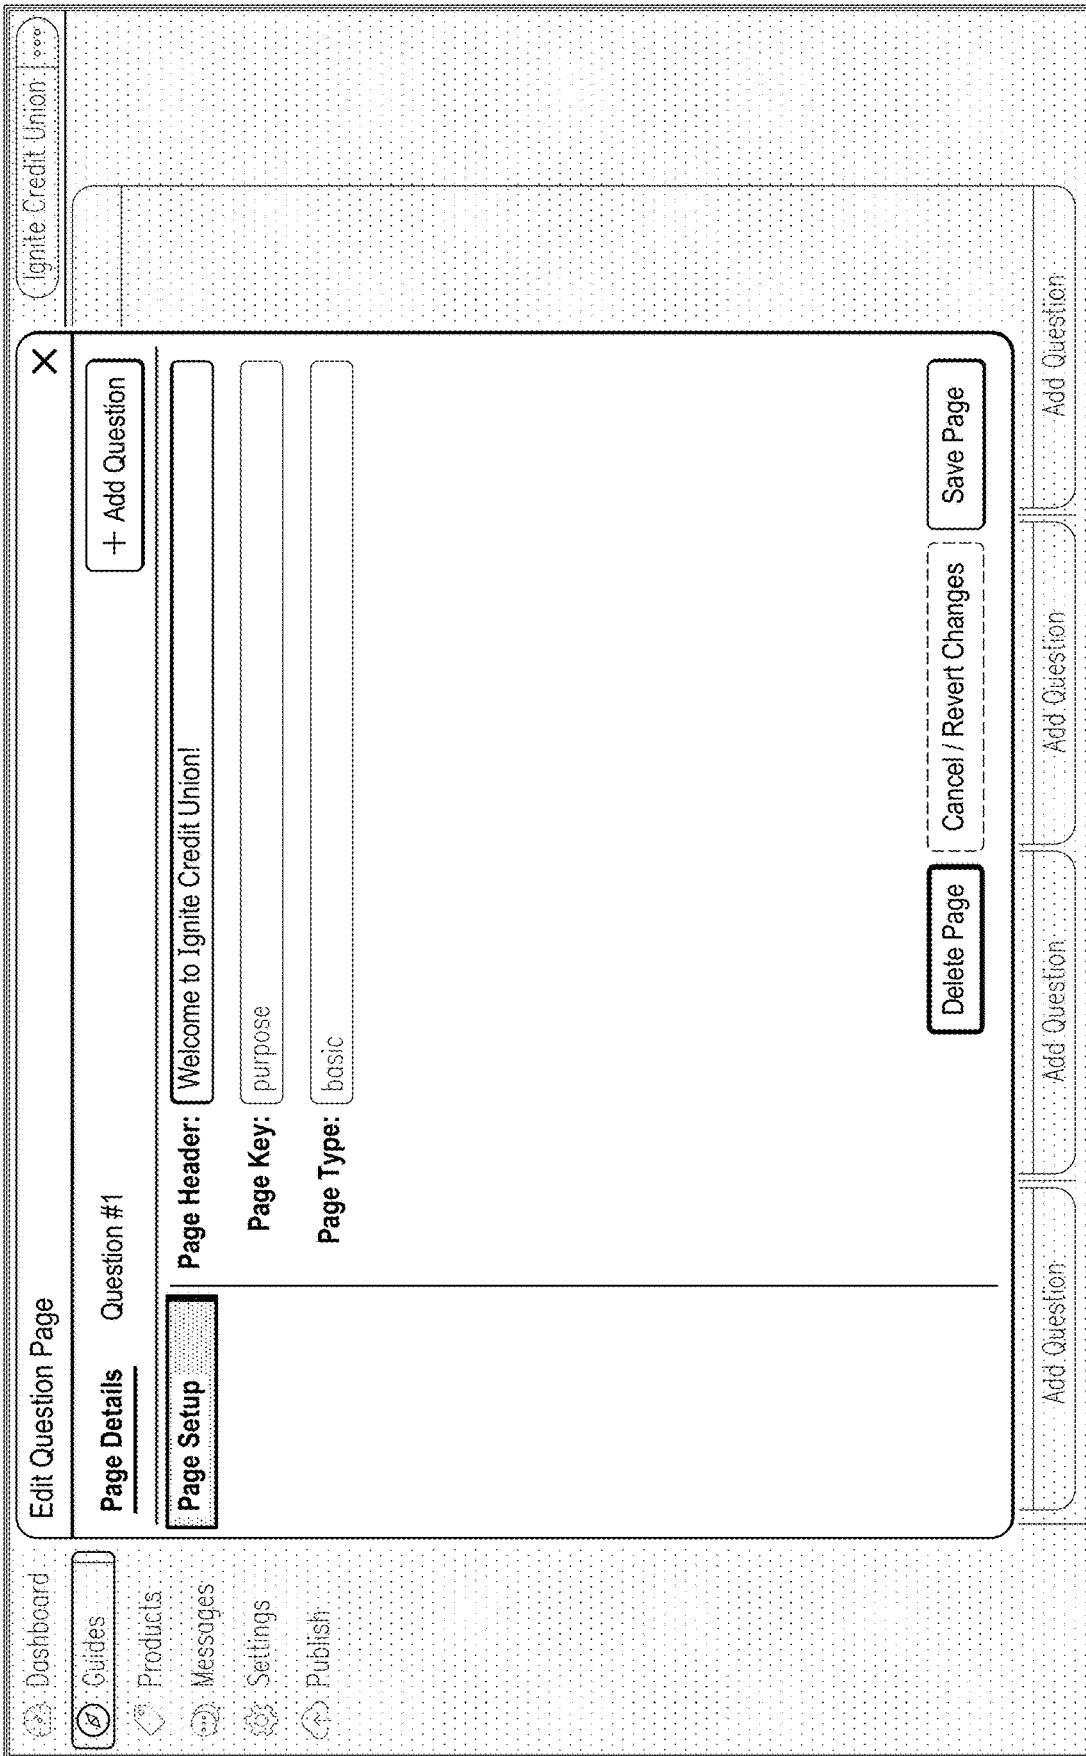 Dashboard
Guides
Products
Messages
Settings
Publish
Ignite Credit Union
Edit Question Page
X
Page Details
Question #1
+ Add Question
Page Setup
Page Header:
Welcome to Ignite Credit Union!
Page Key:
purpose
Page Type:
basic
Delete Page
Cancel / Revert Changes
Save Page
Add Question
Add Question
Add Question
Add Question